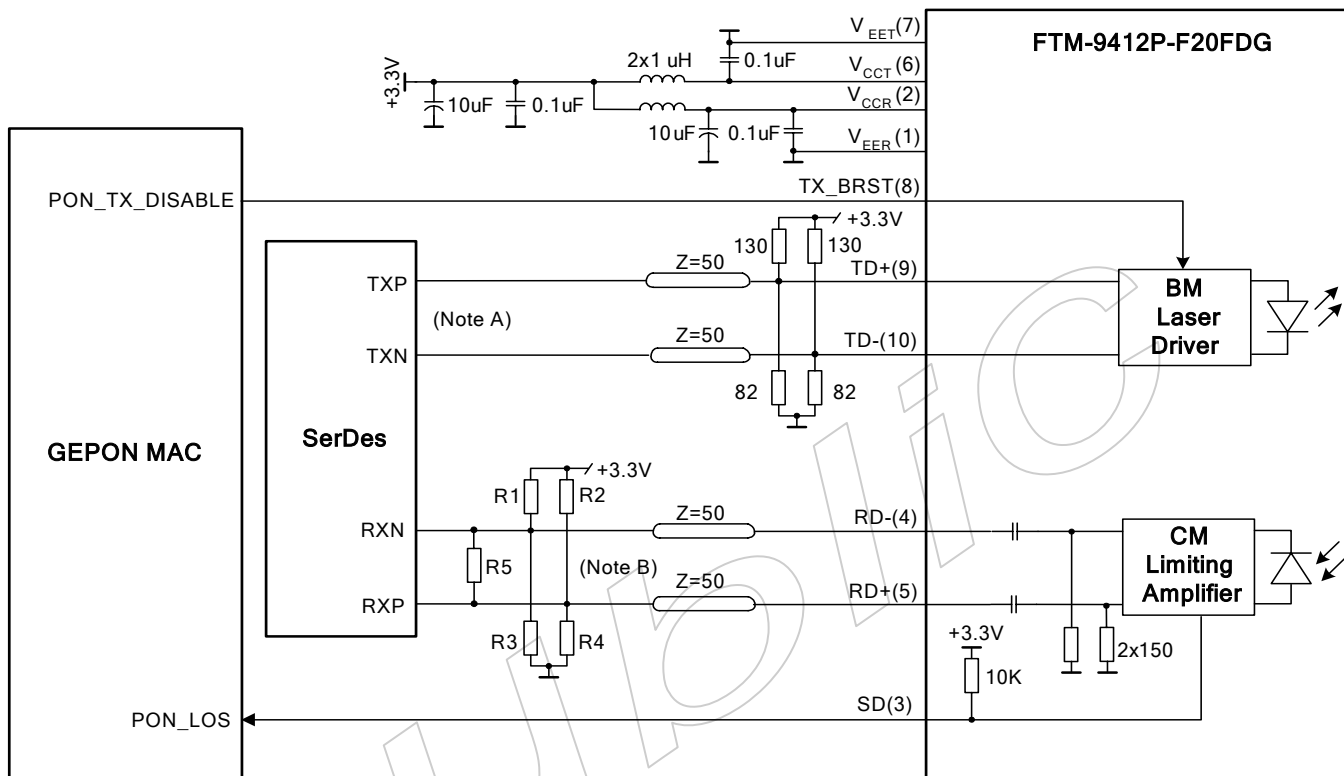 V EET (7)
FTM-9412P-F20FDG
2x1 uH
0.1uF
V CCT (6)
+3.3V
10uF
0.1uF
V CCR (2)
10uF
0.1uF
V EER (1)
PON_TX_DISABLE
TX_BRST(8)
+3.3V
130
130
TXP
Z=50
TD+(9)
BM
Laser
Driver
(Note A)
TXN
Z=50
TD-(10)
82
82
SerDes
GEPON MAC
+3.3V
R1
R2
RXN
Z=50
RD-(4)
CM
Limiting
Amplifier
R5
(Note B)
RXP
Z=50
RD+(5)
R3
R4
+3.3V
2x150
10K
PON_LOS
SD(3)